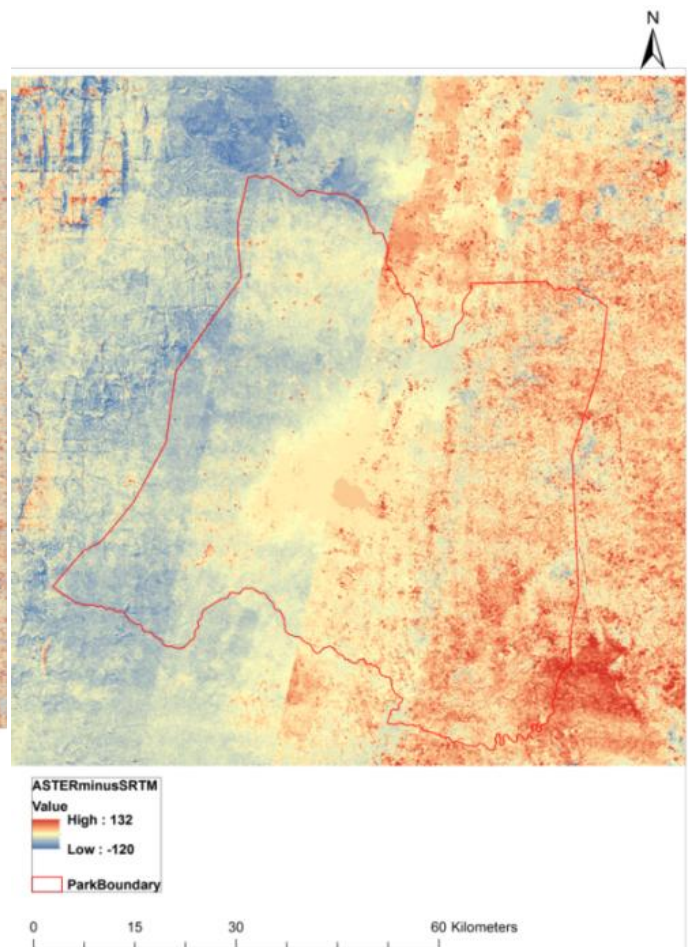 N
ASTERminusSRTM
Value
High : 132
Low : -120
ParkBoundary
0 15 30 60 Kilometers